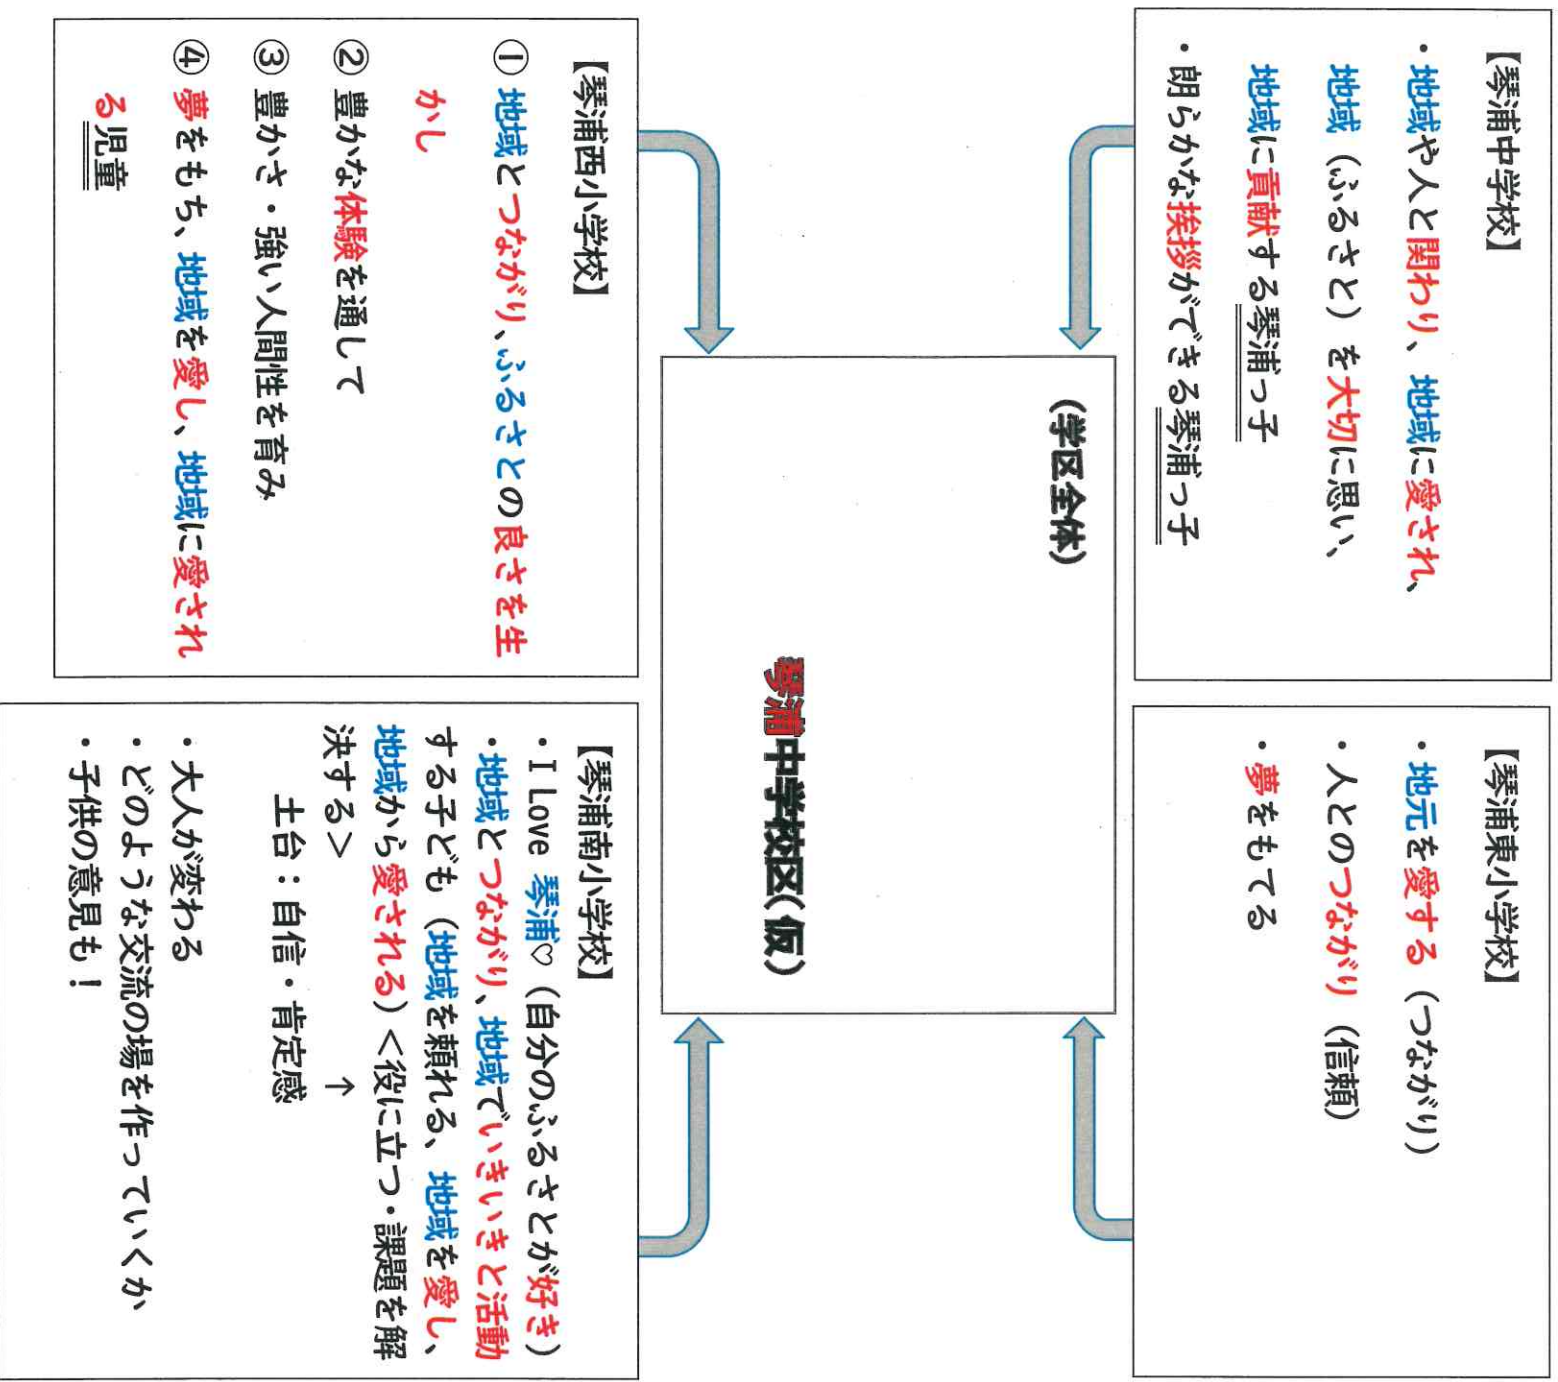 【琴浦中学校】
・地域や人と関わり、地域に愛され、
地域（ふるさと）を大切に思い、
地域に貢献する琴浦っ子
・朗らかな挨拶ができる琴浦っ子
【琴浦東小学校】
・地元を愛する（つながり）
・人とのつながり（信頼）
・夢をもてる
（学区全体）
琴浦中学校区（仮）
【琴浦西小学校】
① 地域とつながり、ふるさとの良さを生
かし
② 豊かな体験を通して
③ 豊かさ・強い人間性を育み
④ 夢をもち、地域を愛し、地域に愛され
る児童
【琴浦南小学校】
・I Love 琴浦♡（自分のふるさとが好き）
・地域とつながり、地域でいきいきと活動
する子ども（地域を頼れる、地域を愛し、
地域から愛される）＜役に立つ・課題を解
決する＞
↑
土台：自信・肯定感
・大人が変わる
・どのような交流の場を作っていくか
・子供の意見も！